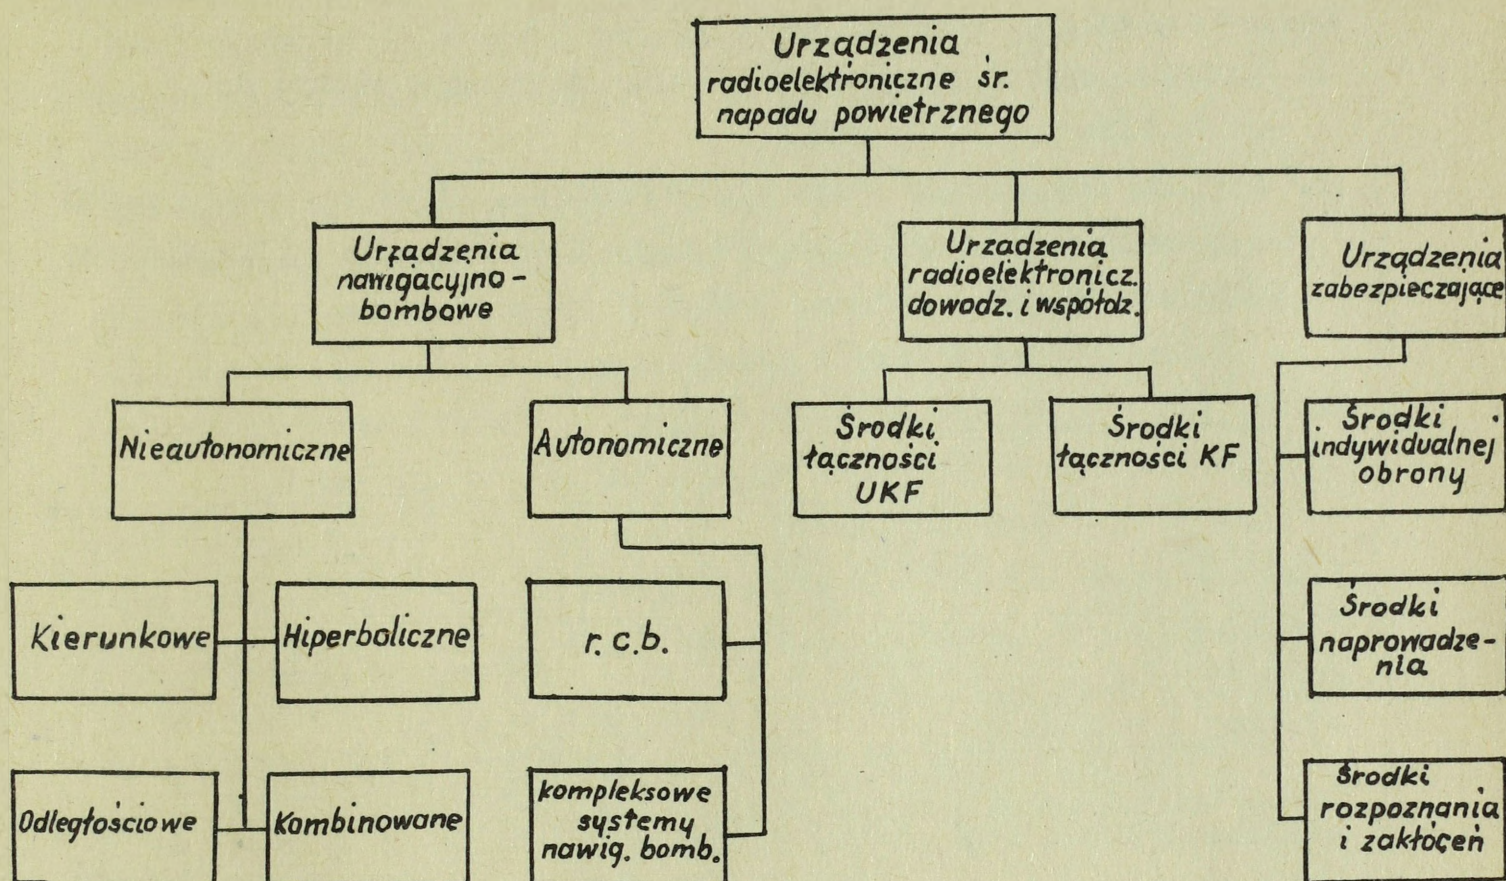 Urządzenia
radioelektroniczne śr.
napadu powietrznego
Urządzenia
nawigacyjno-
bombowe
Urzadzenia
radioelektronicz.
dowodz. i współdz.
Urządzenia
zabezpieczające
Nieautonomiczne
Autonomiczne
Środki
łączności
UKF
Środki
łączności KF
Środki
indywidualnej
obrony
Kierunkowe
Hiperboliczne
r.c.b.
Środki
naprowadze-
nia
Odległościowe
Kombinowane
kompleksowe
systemy
nawig. bomb.
Środki
rozpoznania
i zakłóceń